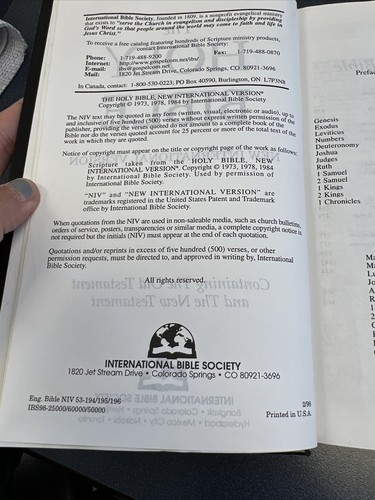 International Bible Society, founded in 1809, is a nonprofit evangelical ministry
that exists to "serve the Church in evangelism and discipleship by providing
God's Word so that people around the world may come to faith and life in
Jesus Christ."
To receive a free catalog featuring hundreds of Scripture ministry products,
contact International Bible Society:
Phone: 1-719-488-9200 Fax: 1-719-488-0870
Internet: http://www.gospelcom.net/ibs/
E-mail: ibs@gospelcom.net
Mail: 1820 Jet Stream Drive, Colorado Springs, CO. 80921-3696
In Canada, contact: 1-800-530-0223; PO Box 40590, Burlington, ON L7P3N8
THE HOLY BIBLE, NEW INTERNATIONAL VERSION®
Copyright © 1973, 1978, 1984 by International Bible Society
The NIV text may be quoted in any form (written, visual, electronic or audio), up to
and inclusive of five hundred (500) verses without express written permission of the
publisher, providing the verses quoted do not amount to a complete book of the
Bible nor do the verses quoted account for 25 percent or more of the total text of the
work in which they are quoted.
Notice of copyright must appear on the title or copyright page of the work as follows:
Scripture taken from the HOLY BIBLE, NEW
INTERNATIONAL VERSION®. Copyright © 1973, 1978, 1984
by International Bible Society. Used by permission of
International Bible Society.
"NIV" and "NEW INTERNATIONAL VERSION" are
trademarks registered in the United States Patent and Trademark
office by International Bible Society.
When quotations from the NIV are used in non-saleable media, such as church bulletins,
orders of service, posters, transparencies or similar media, a complete copyright notice is
not required but the initials (NIV) must appear at the end of each quotation.
Quotations and/or reprints in excess of five hundred (500) verses, or other
permission requests, must be directed to, and approved in writing by, International
Bible Society.
All rights reserved.
INTERNATIONAL BIBLE SOCIETY
1820 Jet Stream Drive • Colorado Springs • CO 80921-3696
Eng. Bible NIV 53-194/195/196
IBS98-25000/60000/50000
2/98
Printed in U.S.A.
Prefac
Genesis
Exodus
Leviticus
Numbers
Deuteronomy
Joshua
Judges
Ruth
1 Samuel
2 Samuel
1 Kings
2 Kings
1 Chronicles